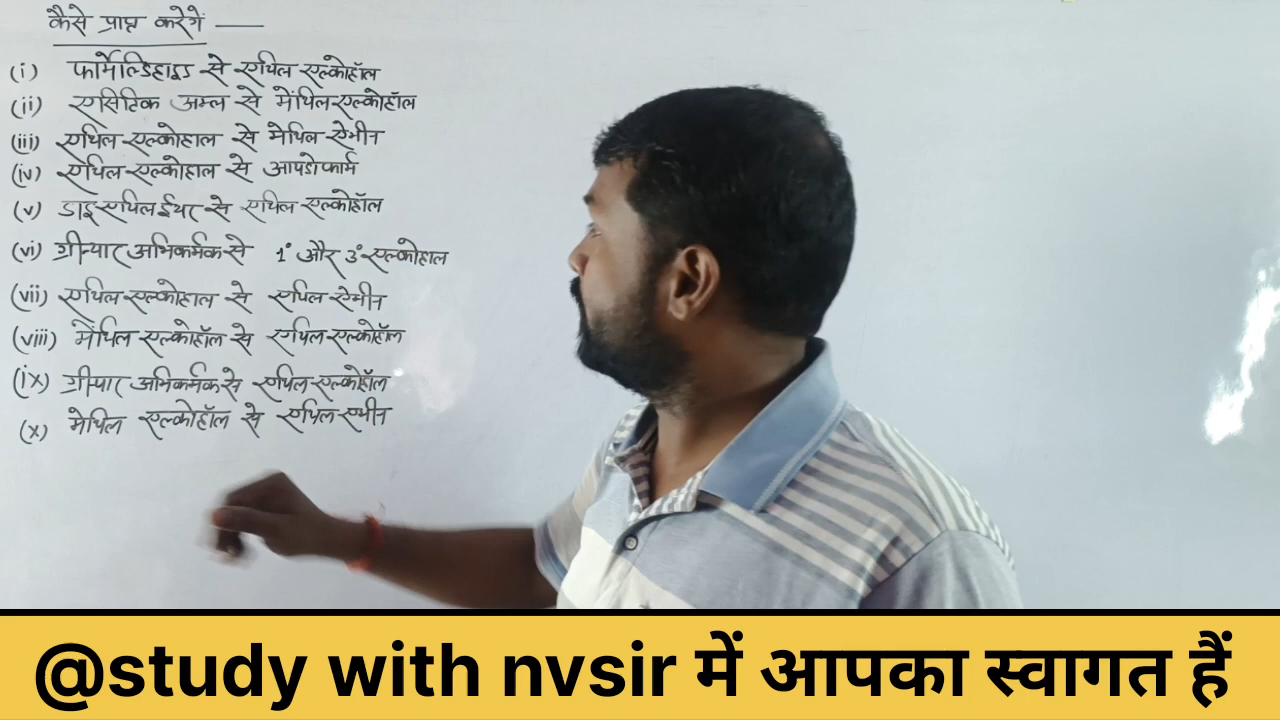 कैसे प्राप्त करेगें —
(i) फार्मेल्डिहाइड से एथिल एल्कोहॉल
(ii) एसिटिक अम्ल से मेंथिल एल्कोहॉल
(iii) एथिल एल्कोहाल से मेथिल ऐमीन
(iv) एथिल एल्कोहाल से आयडोफार्म
(v) डाइएथिल ईथर से एथिल एल्कोहॉल
(vi) ग्रीन्यार अभिकर्मक से 1° और 3° एल्कोहाल
(vii) एथिल एल्कोहाल से एथिल ऐमीन
(viii) मेंथिल एल्कोहॉल से एथिल एल्कोहॉल
(ix) ग्रीन्यार अभिकर्मक से एथिल एल्कोहॉल
(x) मेथिल एल्कोहॉल से एथिल एमीन
@study with nvsir में आपका स्वागत हैं